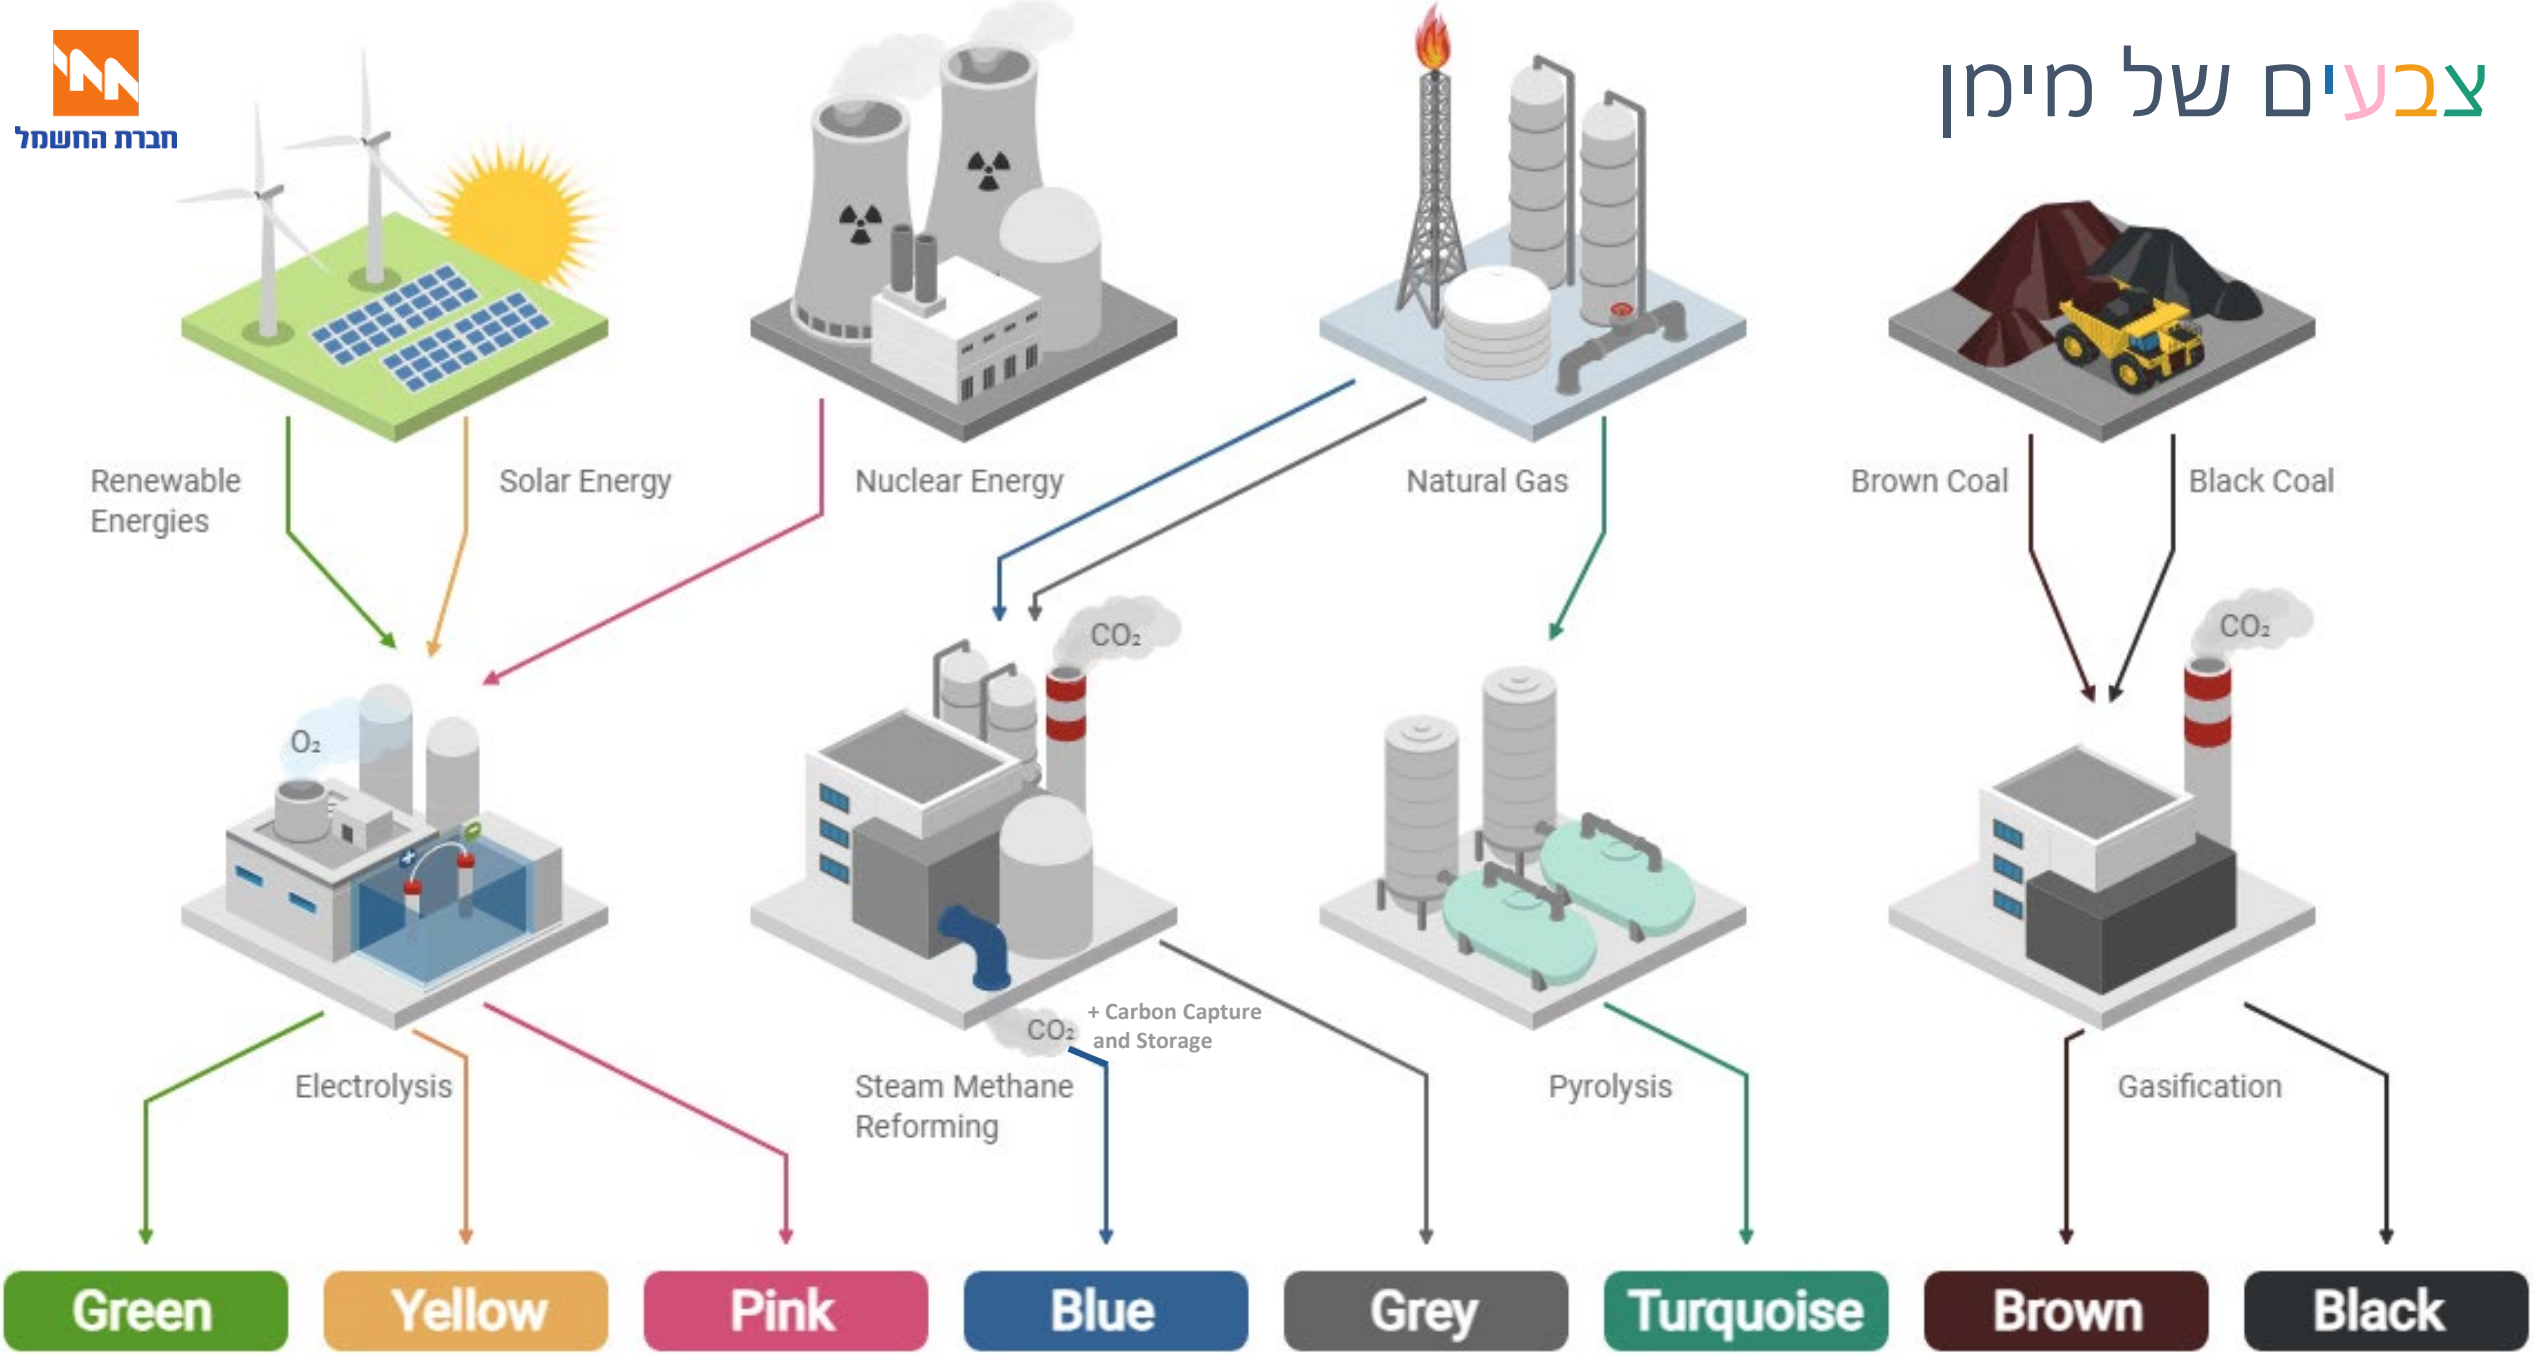 צבעים של מימן
חברת החשמל
Renewable
Energies
Solar Energy
Nuclear Energy
Natural Gas
Brown Coal
Black Coal
O₂
CO₂
CO₂
CO₂
+ Carbon Capture
and Storage
Electrolysis
Steam Methane
Reforming
Pyrolysis
Gasification
Green
Yellow
Pink
Blue
Grey
Turquoise
Brown
Black